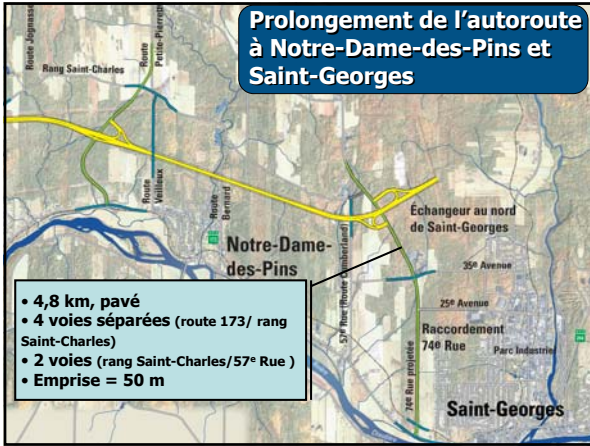 Prolongement de l'autoroute
à Notre-Dame-des-Pins et
Saint-Georges
Route Jognasse
Route
Petite-Pierrette
Rang Saint-Charles
Route
Veilleux
Route
Bernard
Notre-Dame-
des-Pins
57e Rue (Route Cumberland)
Échangeur au nord
de Saint-Georges
35e Avenue
25e Avenue
Raccordement
74e Rue
Parc Industriel
74e Rue projetée
Saint-Georges
• 4,8 km, pavé
• 4 voies séparées (route 173/ rang
Saint-Charles)
• 2 voies (rang Saint-Charles/57e Rue )
• Emprise = 50 m